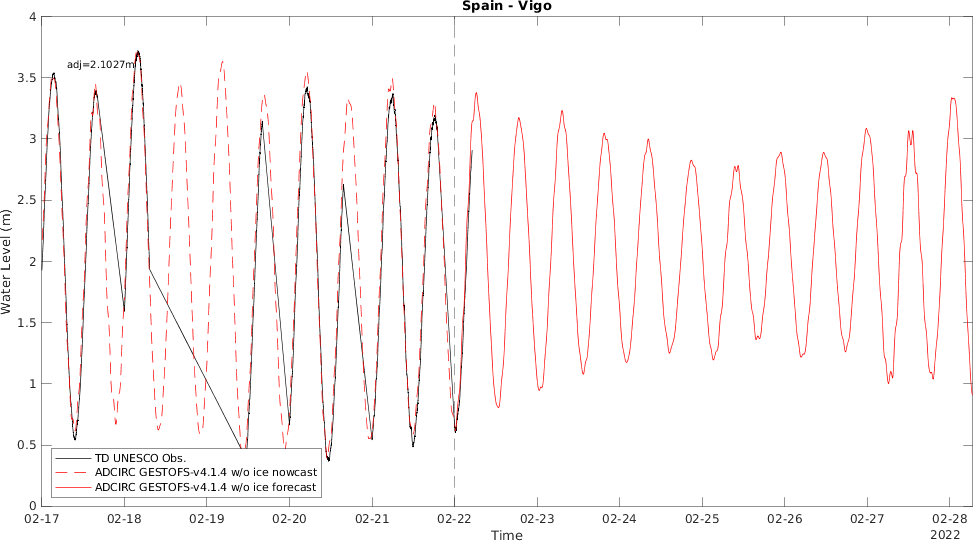 Spain - Vigo
adj=2.1027m
Water Level (m)
4
3.5
3
2.5
2
1.5
1
0.5
0
TD UNESCO Obs.
ADCIRC GESTOFS-v4.1.4 w/o ice nowcast
ADCIRC GESTOFS-v4.1.4 w/o ice forecast
02-17 02-18 02-19 02-20 02-21 02-22 02-23 02-24 02-25 02-26 02-27 02-28
2022
Time